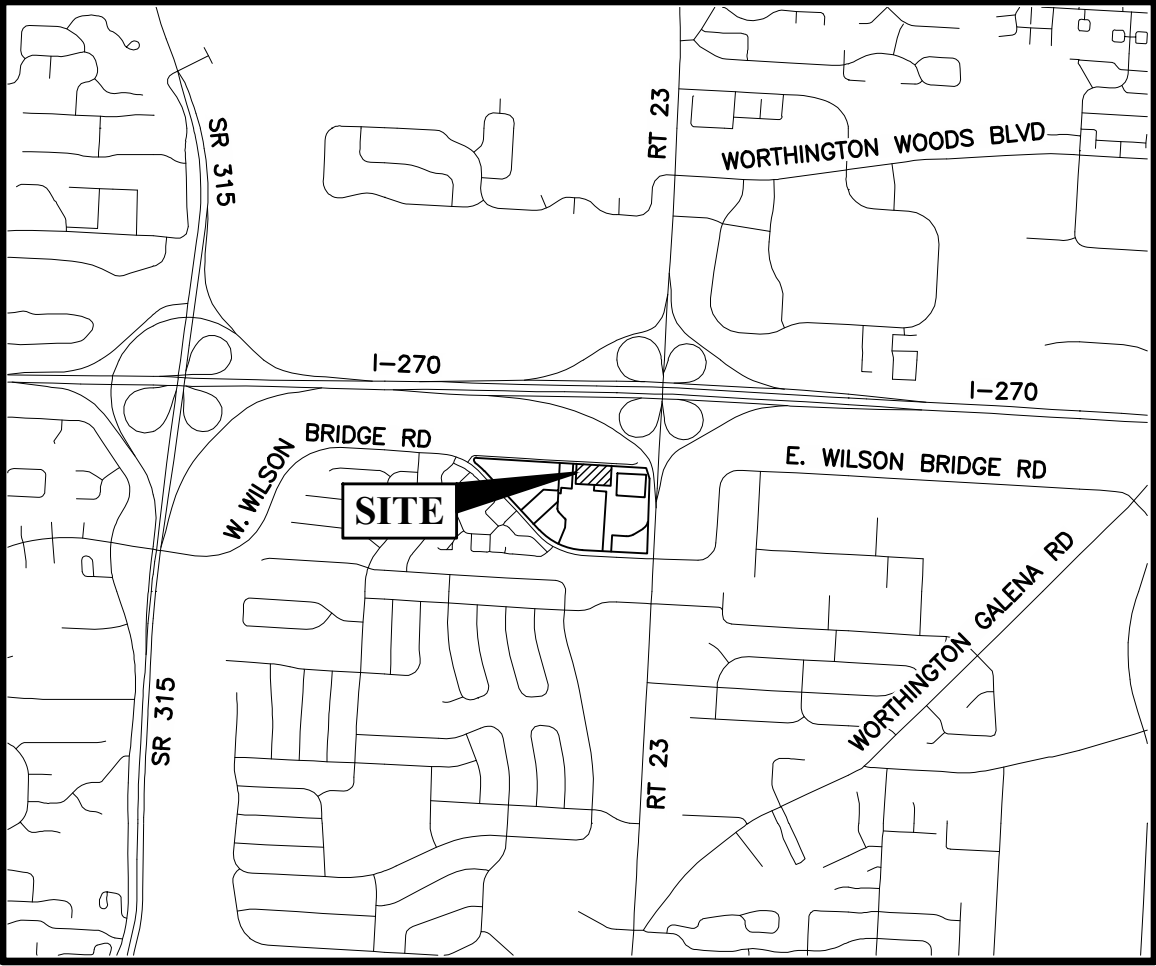 RT 23
SR 315
WORTHINGTON WOODS BLVD
I-270
I-270
BRIDGE RD
W. WILSON
E. WILSON BRIDGE RD
SITE
WORTHINGTON GALENA RD
SR 315
RT 23